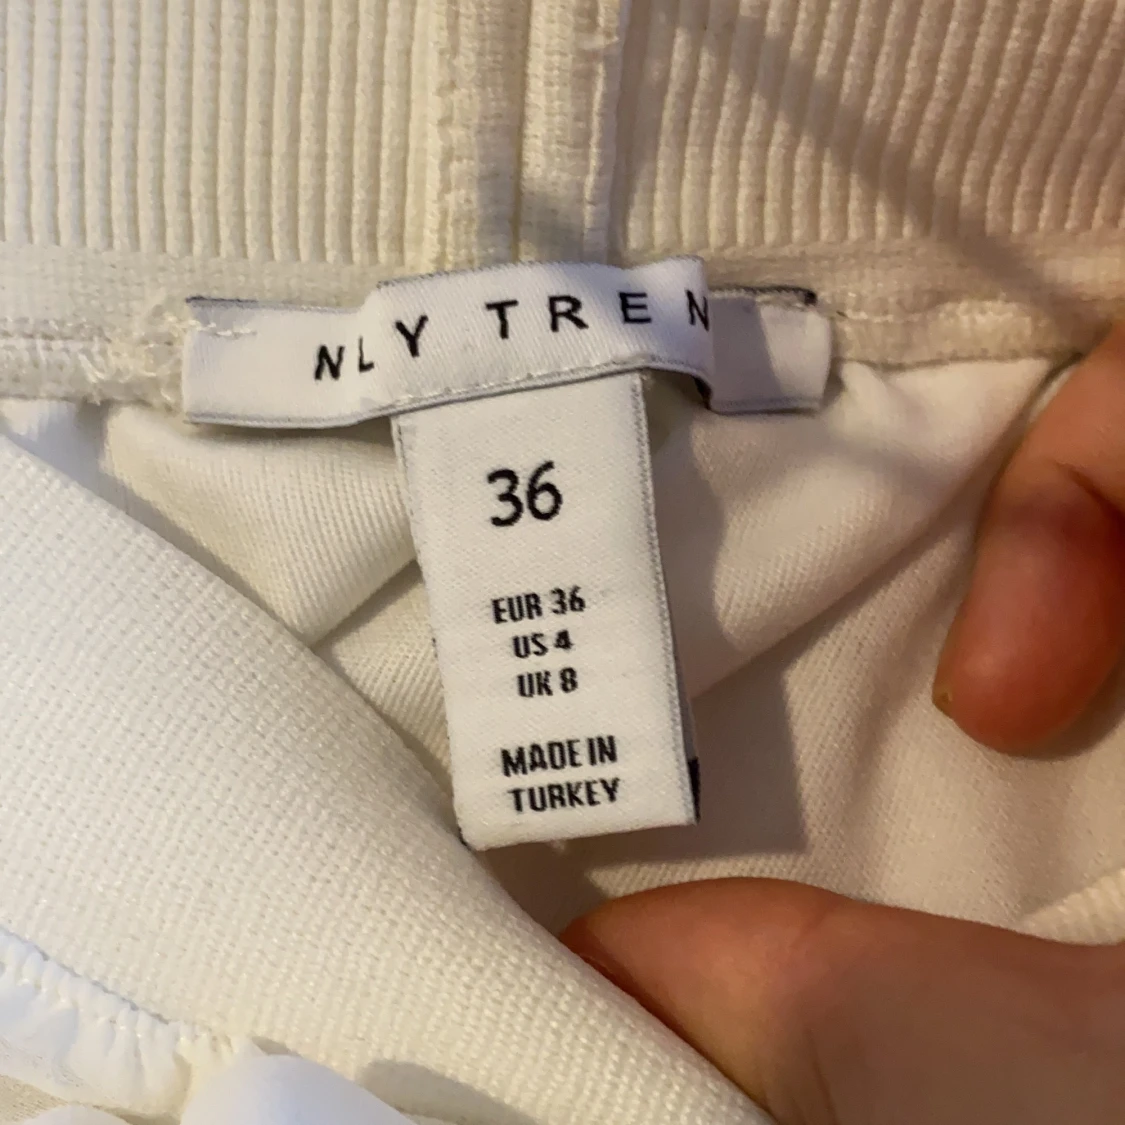 NLY TREN
36
EUR 36
US 4
UK 8
MADE IN
TURKEY